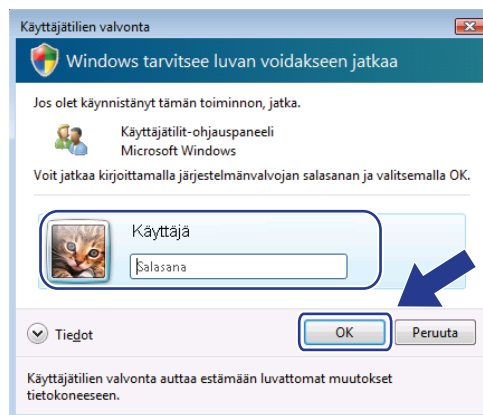 Käyttäjätilien valvonta
Windows tarvitsee luvan voidakseen jatkaa
Jos olet käynnistänyt tämän toiminnon, jatka.
Käyttäjätilit-ohjauspaneeli
Microsoft Windows
Voit jatkaa kirjoittamalla järjestelmänvalvojan salasanan ja valitsemalla OK.
Käyttäjä
Salasana
Tiedot
OK
Peruuta
Käyttäjätilien valvonta auttaa estämään luvattomat muutokset
tietokoneeseen.